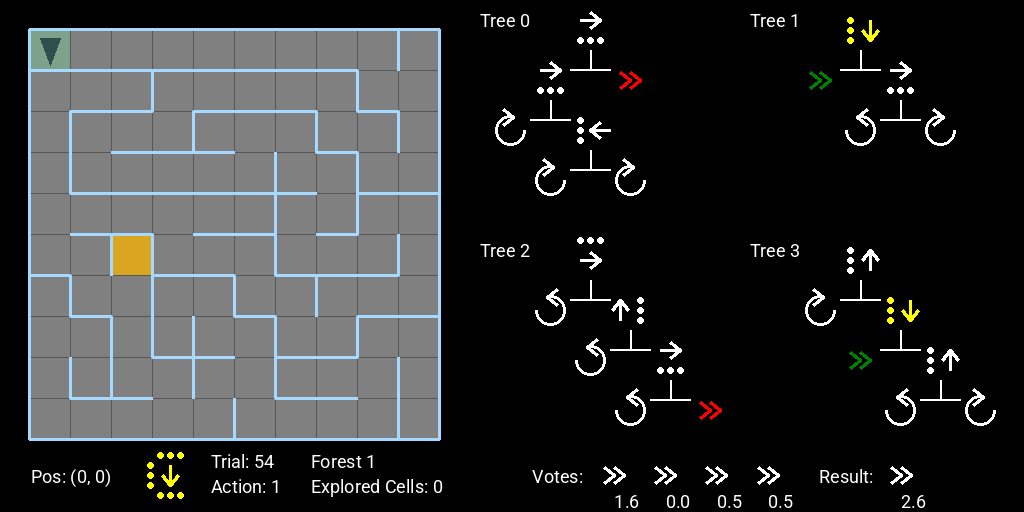 Tree 0
Tree 1
Tree 2
Tree 3
Pos: (0, 0)
Trial: 54
Forest 1
Action: 1
Explored Cells: 0
Votes:
Result:
1.6
0.0
0.5
0.5
2.6